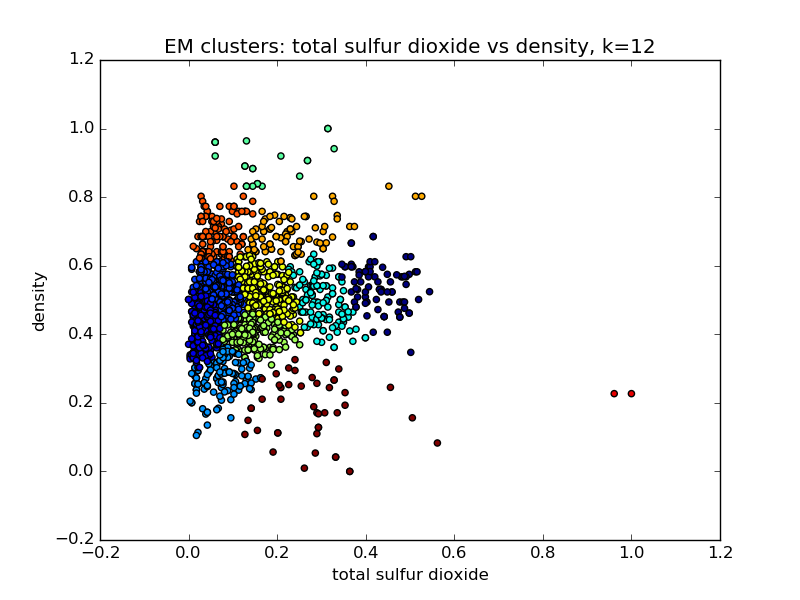 EM clusters: total sulfur dioxide vs density, k=12
1.2
1.0
0.8
0.6
0.4
0.2
0.0
−0.2
density
−0.2 0.0 0.2 0.4 0.6 0.8 1.0 1.2
total sulfur dioxide